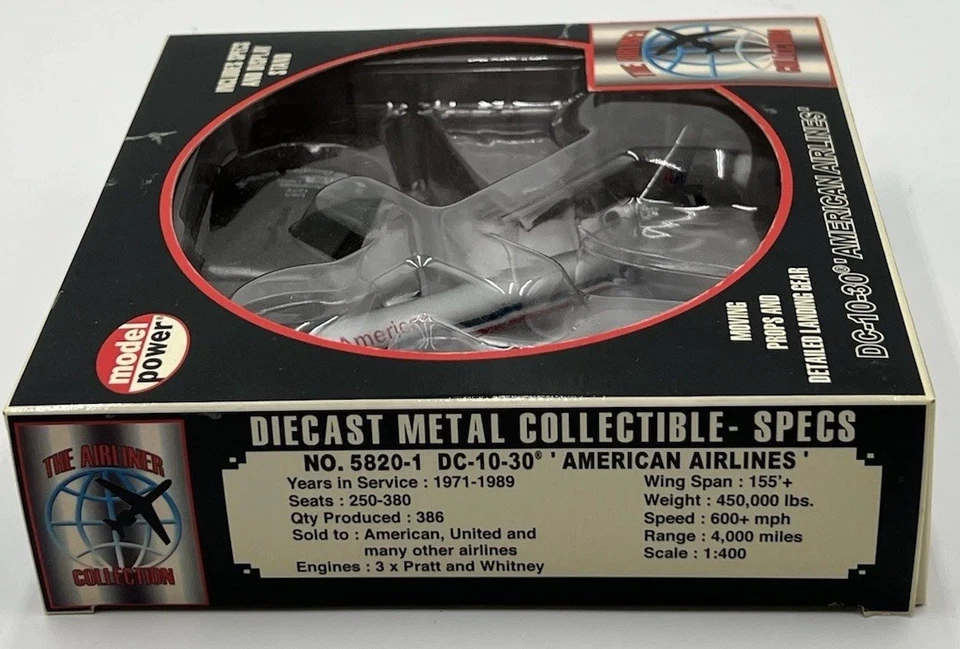 INCLUDES SPECS
AND DISPLAY
STAND
THE AIRLINER
COLLECTION
American
MOVING
PROPS AND
DETAILED LANDING GEAR
DC-10-30® 'AMERICAN AIRLINES'
model
power®
THE AIRLINER
COLLECTION
DIECAST METAL COLLECTIBLE- SPECS
NO. 5820-1 DC-10-30® ' AMERICAN AIRLINES '
Years in Service : 1971-1989
Seats : 250-380
Qty Produced : 386
Sold to : American, United and
many other airlines
Engines : 3 x Pratt and Whitney
Wing Span : 155'+
Weight : 450,000 lbs.
Speed : 600+ mph
Range : 4,000 miles
Scale : 1:400